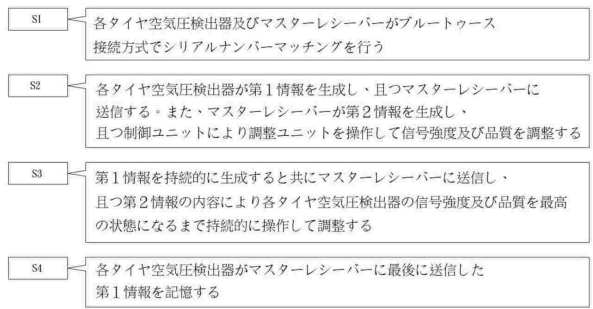 S1
各タイヤ空気圧検出器及びマスターレシーバーがブルートゥース
接続方式でシリアルナンバーマッチングを行う
S2
各タイヤ空気圧検出器が第１情報を生成し、且つマスターレシーバーに
送信する。また、マスターレシーバーが第２情報を生成し、
且つ制御ユニットにより調整ユニットを操作して信号強度及び品質を調整する
S3
第１情報を持続的に生成すると共にマスターレシーバーに送信し、
且つ第２情報の内容により各タイヤ空気圧検出器の信号強度及び品質を最高
の状態になるまで持続的に操作して調整する
S4
各タイヤ空気圧検出器がマスターレシーバーに最後に送信した
第１情報を記憶する